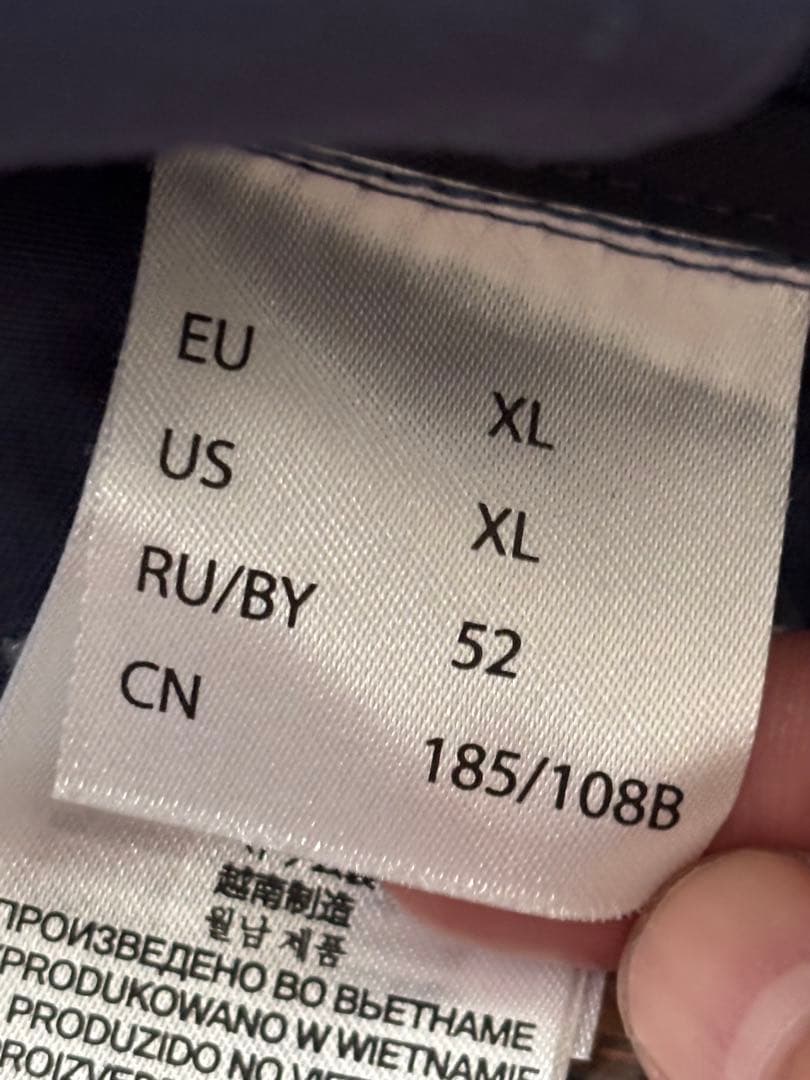 EU XL
US XL
RU/BY 52
CN 185/108B
越南制造
월남 제품
ПРОИЗВЕДЕНО ВО ВЬЕТНАМЕ
WYPRODUKOWANO W WIETNAMIE
PRODUZIDO NO